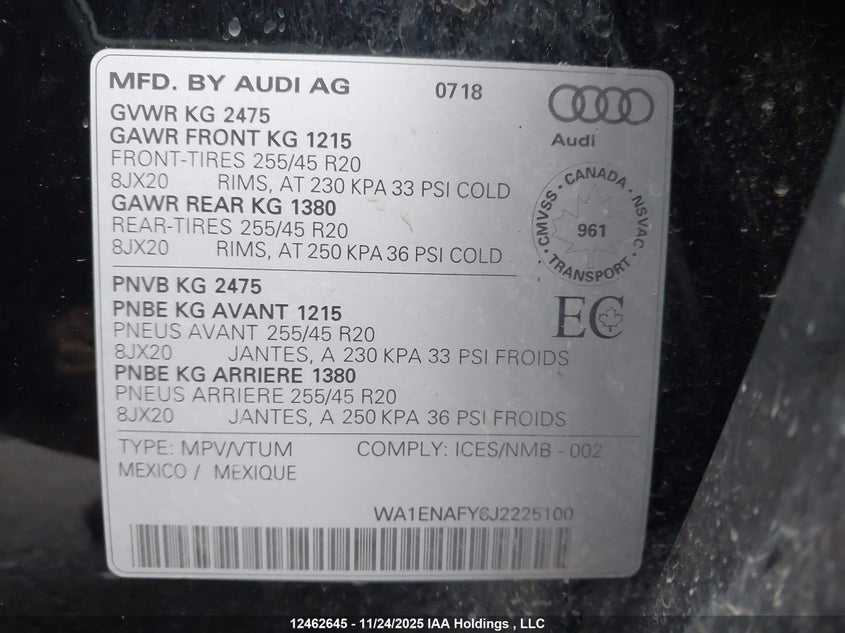 MFD. BY AUDI AG 0718
Audi
GVWR KG 2475
GAWR FRONT KG 1215
FRONT-TIRES 255/45 R20
8JX20 RIMS, AT 230 KPA 33 PSI COLD
GAWR REAR KG 1380
REAR-TIRES 255/45 R20
8JX20 RIMS, AT 250 KPA 36 PSI COLD
CMVSS • CANADA • NSVAC • TRANSPORT •
961
PNVB KG 2475
PNBE KG AVANT 1215
PNEUS AVANT 255/45 R20
8JX20 JANTES, A 230 KPA 33 PSI FROIDS
PNBE KG ARRIERE 1380
PNEUS ARRIERE 255/45 R20
8JX20 JANTES, A 250 KPA 36 PSI FROIDS
EC
TYPE: MPV/VTUM COMPLY: ICES/NMB - 002
MEXICO / MEXIQUE
WA1ENAFY6J2225100
12462645 - 11/24/2025 IAA Holdings , LLC